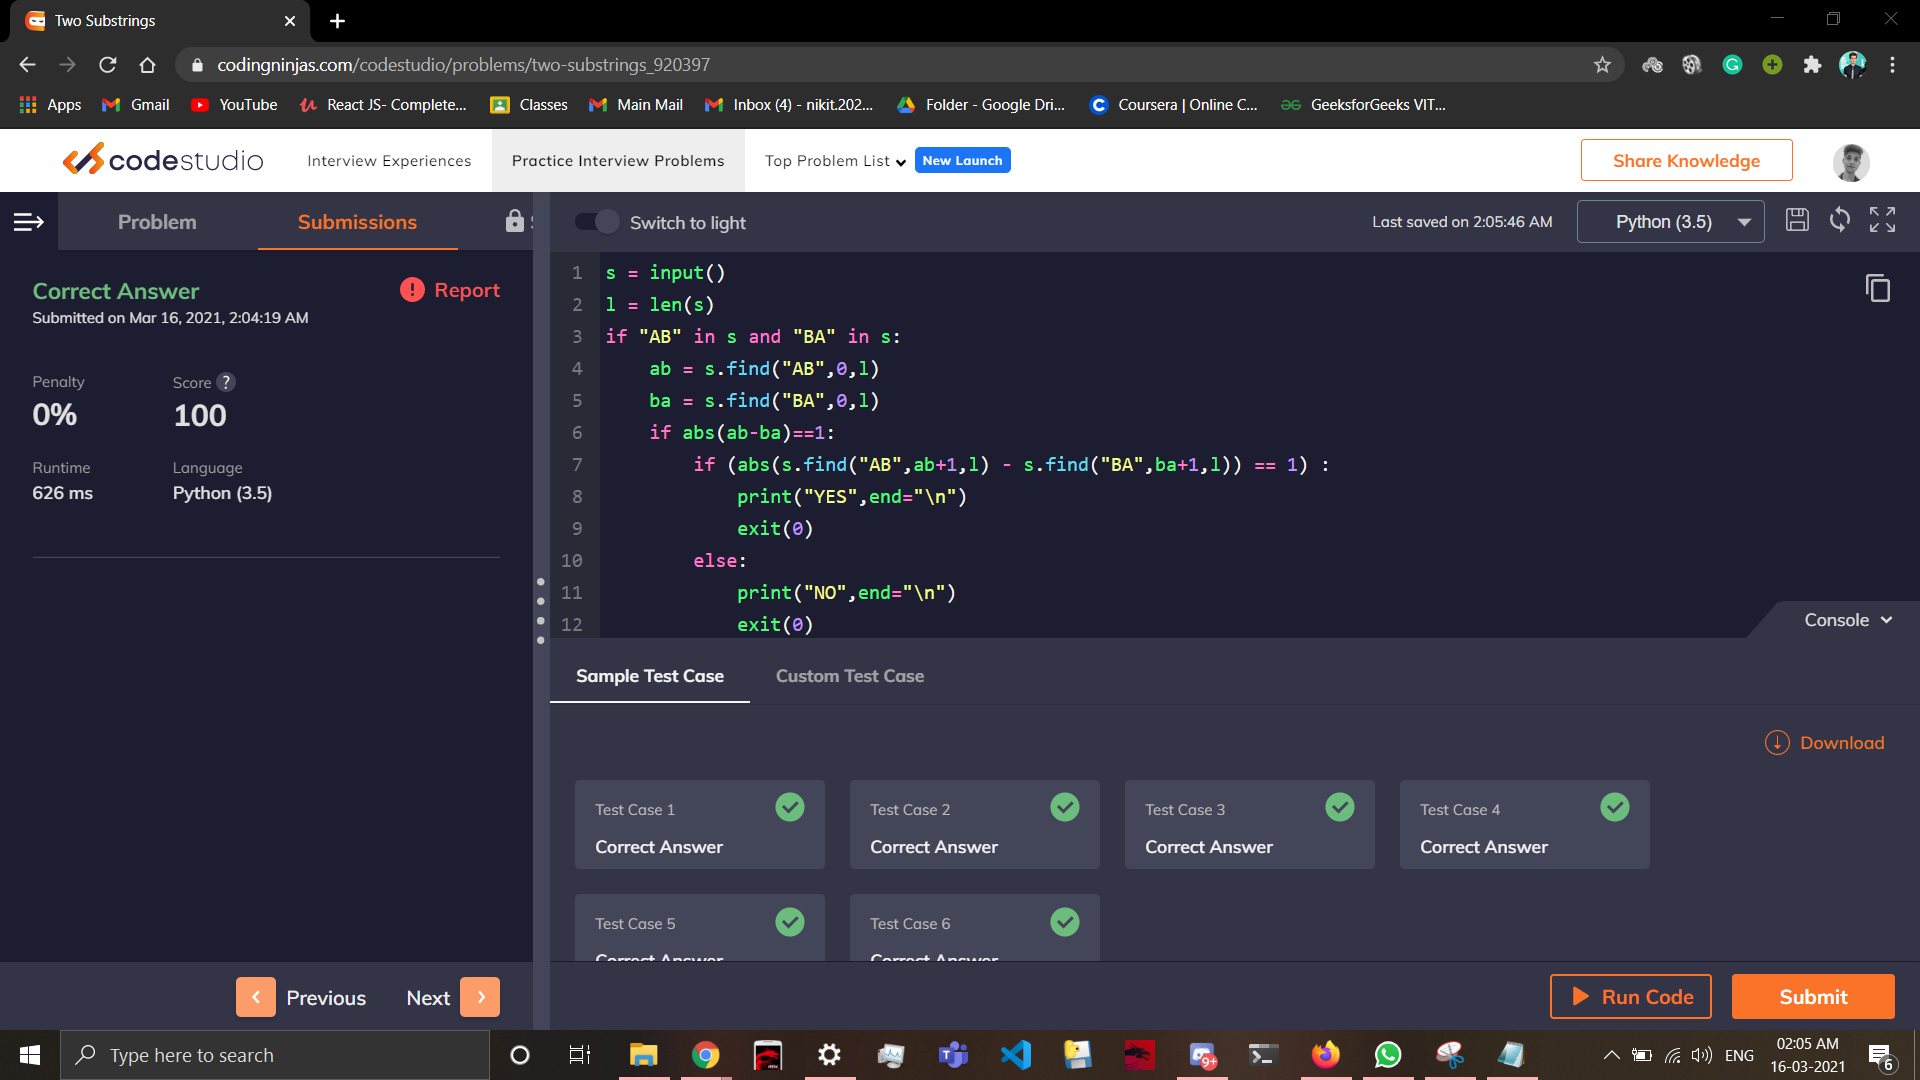 Two Substrings
codingninjas.com/codestudio/problems/two-substrings_920397
Apps Gmail YouTube React JS- Complete... Classes Main Mail Inbox (4) - nikit.202... Folder - Google Dri... Coursera | Online C... GeeksforGeeks VIT...
codestudio Interview Experiences Practice Interview Problems Top Problem List New Launch Share Knowledge
Problem Submissions
Switch to light Last saved on 2:05:46 AM Python (3.5)
Correct Answer Report
Submitted on Mar 16, 2021, 2:04:19 AM
Penalty Score ?
0% 100
Runtime Language
626 ms Python (3.5)
1 s = input()
2 l = len(s)
3 if "AB" in s and "BA" in s:
4 ab = s.find("AB",0,l)
5 ba = s.find("BA",0,l)
6 if abs(ab-ba)==1:
7 if (abs(s.find("AB",ab+1,l) - s.find("BA",ba+1,l)) == 1) :
8 print("YES",end="\n")
9 exit(0)
10 else:
11 print("NO",end="\n")
12 exit(0)
Console
Sample Test Case Custom Test Case
Download
Test Case 1 Test Case 2 Test Case 3 Test Case 4
Correct Answer Correct Answer Correct Answer Correct Answer
Test Case 5 Test Case 6
Correct Answer Correct Answer
Previous Next Run Code Submit
Type here to search 9+ ENG 02:05 AM
16-03-2021 6